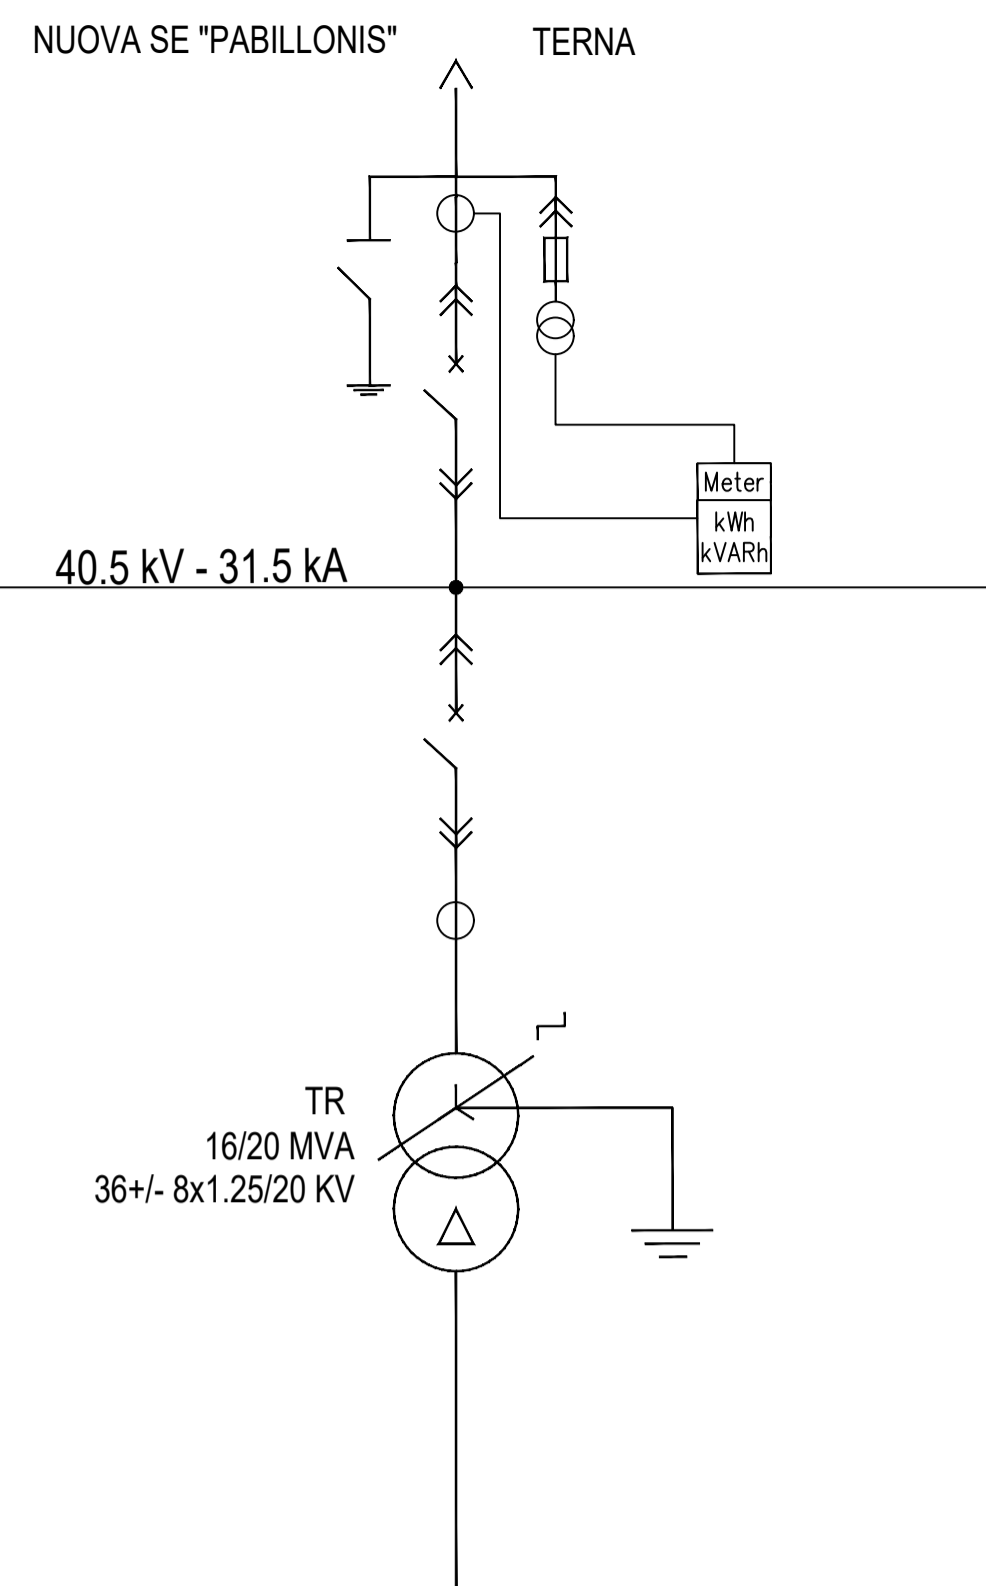 NUOVA SE "PABILLONIS"
TERNA
Meter
kWh
kVARh
40.5 kV - 31.5 kA
TR
16/20 MVA
36+/- 8x1.25/20 KV